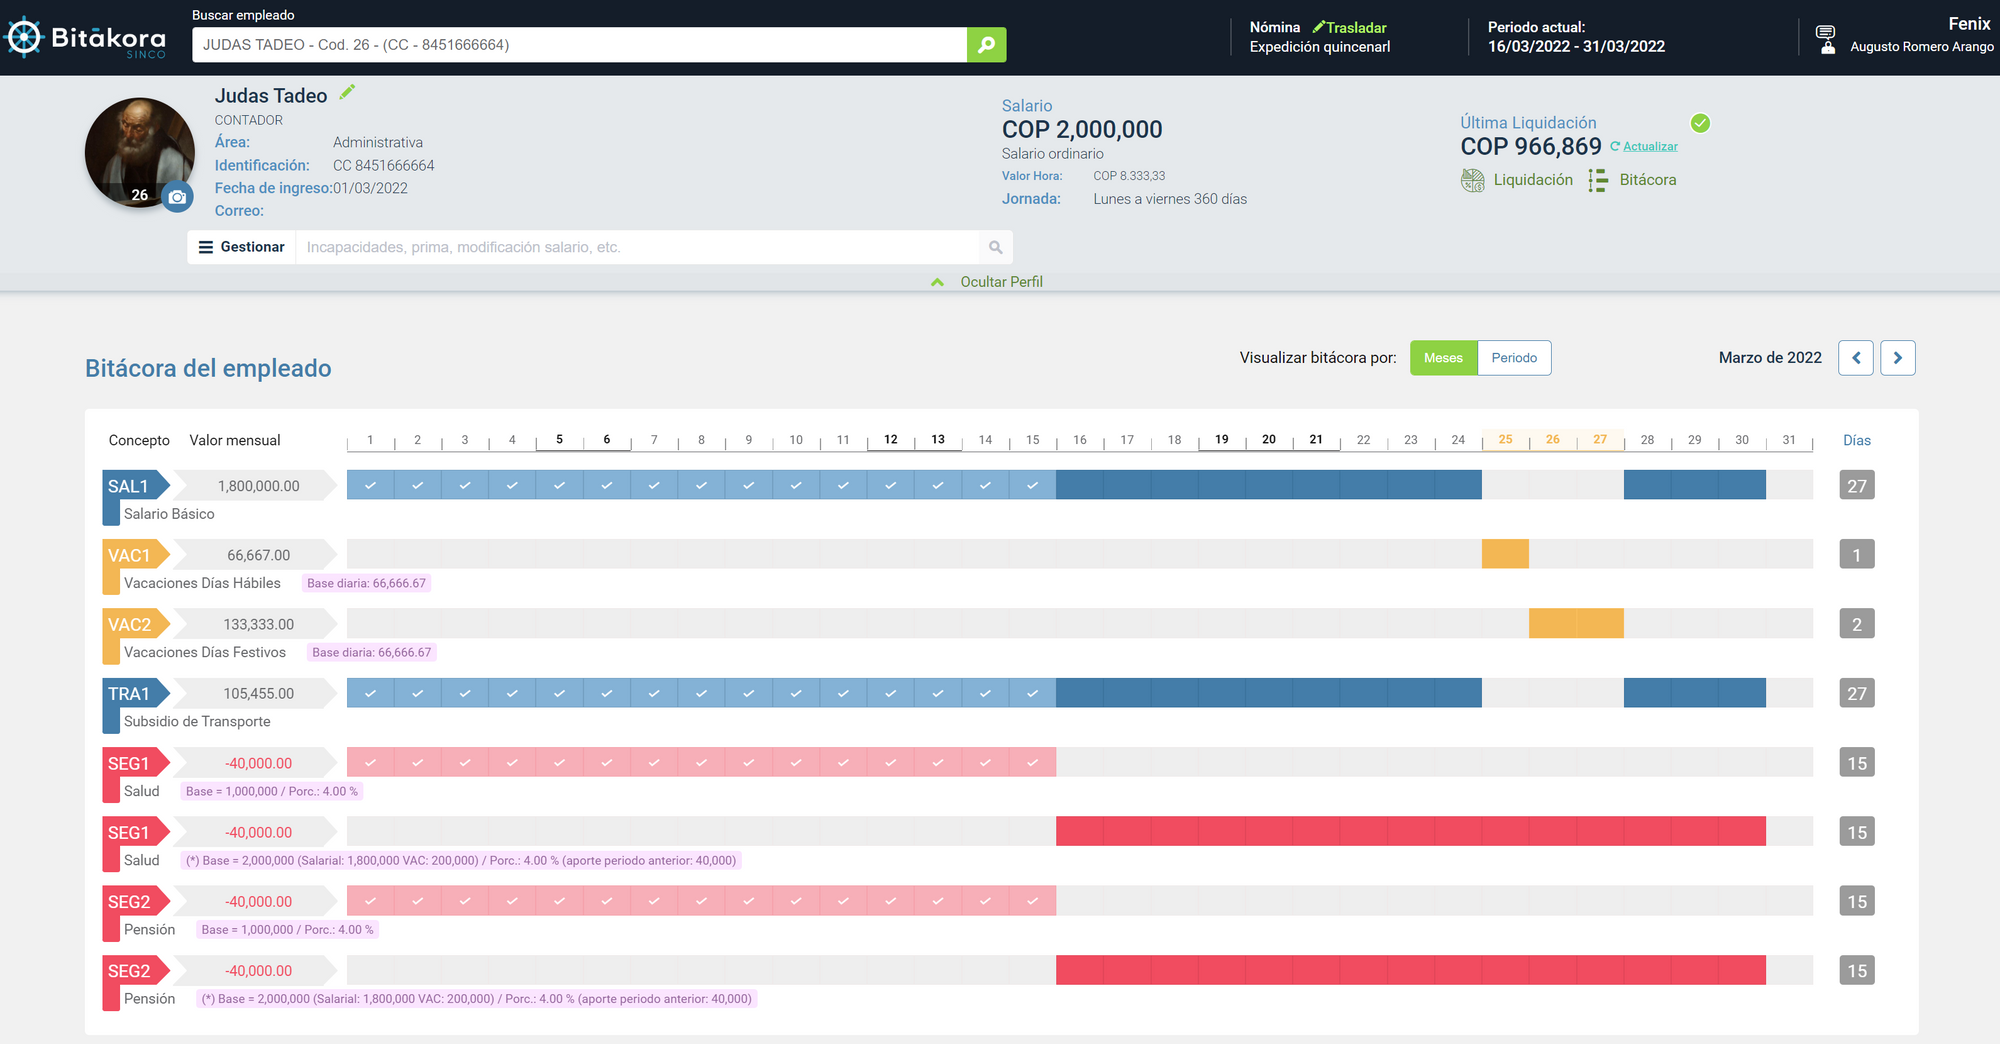 Bitākora
SINCO
Buscar empleado
JUDAS TADEO - Cod. 26 - (CC - 8451666664)
Nómina Trasladar
Expedición quincenarl
Periodo actual:
16/03/2022 - 31/03/2022
Fenix
Augusto Romero Arango
26
Judas Tadeo
CONTADOR
Área: Administrativa
Identificación: CC 8451666664
Fecha de ingreso:01/03/2022
Correo:
Salario
COP 2,000,000
Salario ordinario
Valor Hora: COP 8.333,33
Jornada: Lunes a viernes 360 días
Última Liquidación
COP 966,869 Actualizar
Liquidación Bitácora
Gestionar Incapacidades, prima, modificación salario, etc.
Ocultar Perfil
Bitácora del empleado
Visualizar bitácora por: Meses Periodo
Marzo de 2022
Concepto Valor mensual 1 2 3 4 5 6 7 8 9 10 11 12 13 14 15 16 17 18 19 20 21 22 23 24 25 26 27 28 29 30 31 Días
SAL1 1,800,000.00 27
Salario Básico
VAC1 66,667.00 1
Vacaciones Días Hábiles Base diaria: 66,666.67
VAC2 133,333.00 2
Vacaciones Días Festivos Base diaria: 66,666.67
TRA1 105,455.00 27
Subsidio de Transporte
SEG1 -40,000.00 15
Salud Base = 1,000,000 / Porc.: 4.00 %
SEG1 -40,000.00 15
Salud (*) Base = 2,000,000 (Salarial: 1,800,000 VAC: 200,000) / Porc.: 4.00 % (aporte periodo anterior: 40,000)
SEG2 -40,000.00 15
Pensión Base = 1,000,000 / Porc.: 4.00 %
SEG2 -40,000.00 15
Pensión (*) Base = 2,000,000 (Salarial: 1,800,000 VAC: 200,000) / Porc.: 4.00 % (aporte periodo anterior: 40,000)